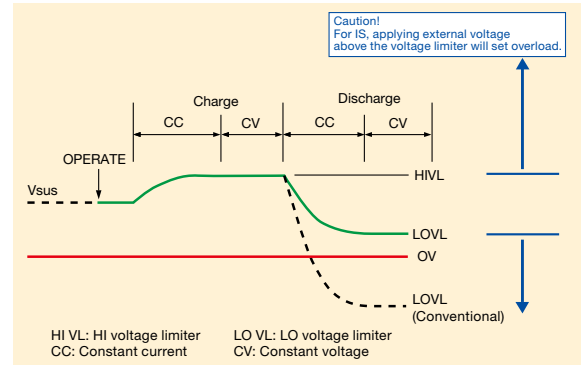 Caution!
For IS, applying external voltage
above the voltage limiter will set overload.
Charge
Discharge
CC
CV
CC
CV
OPERATE
Vsus
HIVL
LOVL
OV
LOVL
(Conventional)
HI VL: HI voltage limiter
LO VL: LO voltage limiter
CC: Constant current
CV: Constant voltage